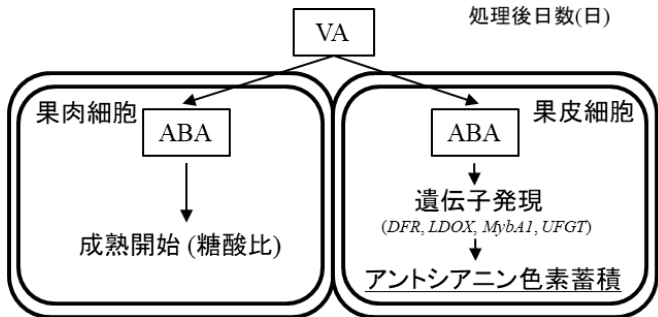 処理後日数(日)
VA
果肉細胞
ABA
成熟開始 (糖酸比)
果皮細胞
ABA
遺伝子発現
(DFR, LDOX, MybA1, UFGT)
アントシアニン色素蓄積